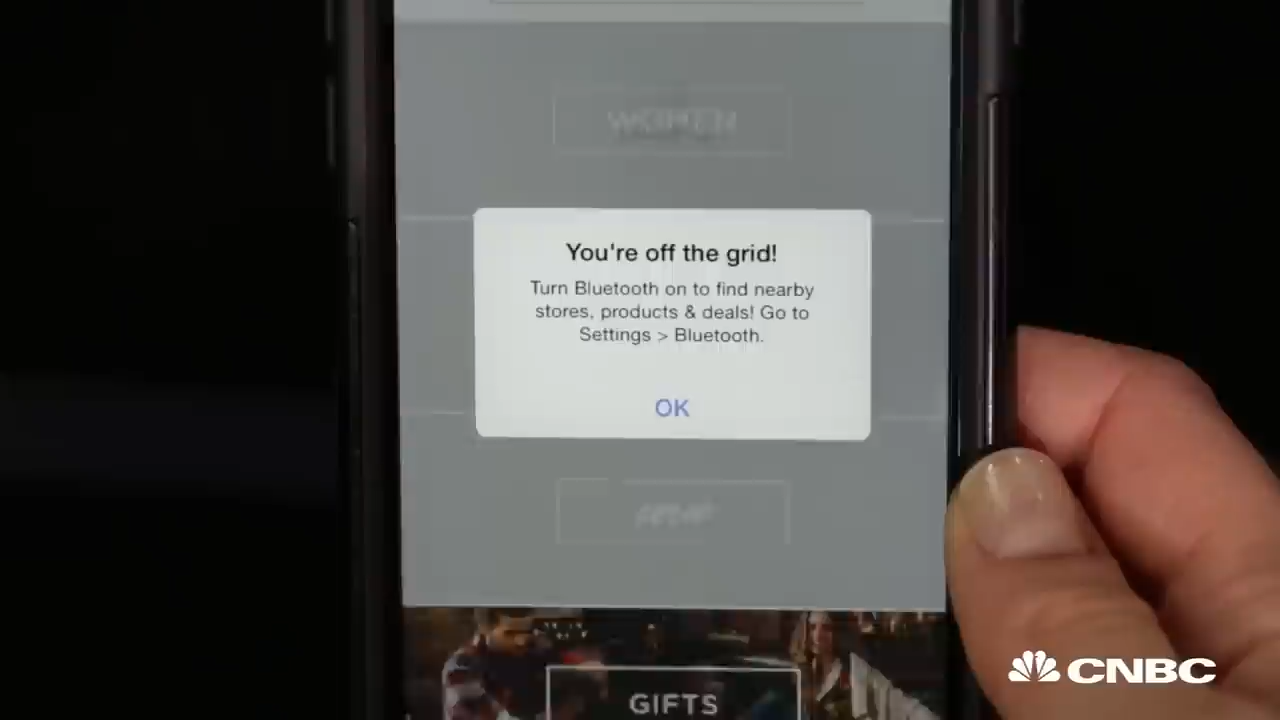 WOMEN
You're off the grid!
Turn Bluetooth on to find nearby
stores, products & deals! Go to
Settings > Bluetooth.
OK
GIFTS
CNBC